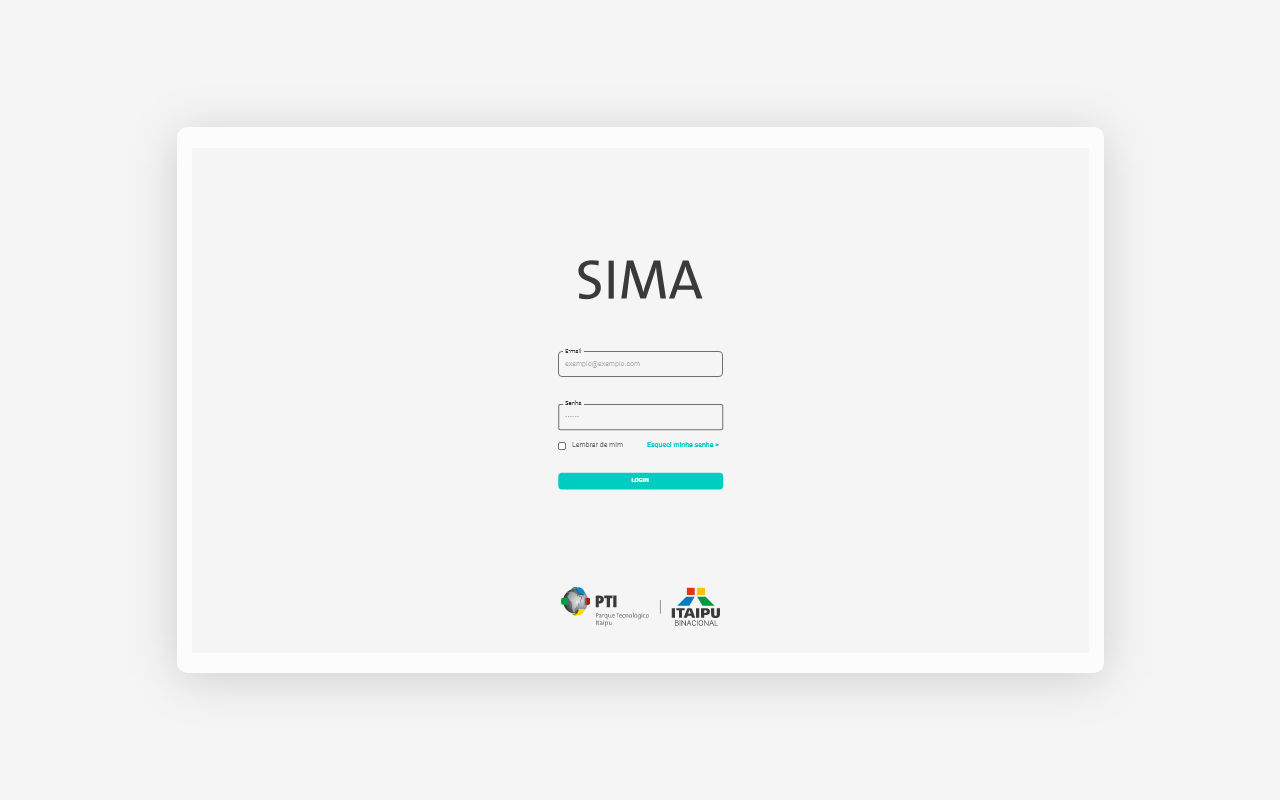 SIMA
E-mail
exemplo@exemplo.com
Senha
······
Lembrar de mim
Esqueci minha senha >
LOGIN
PTI
Parque Tecnológico
Itaipu
ITAIPU
BINACIONAL